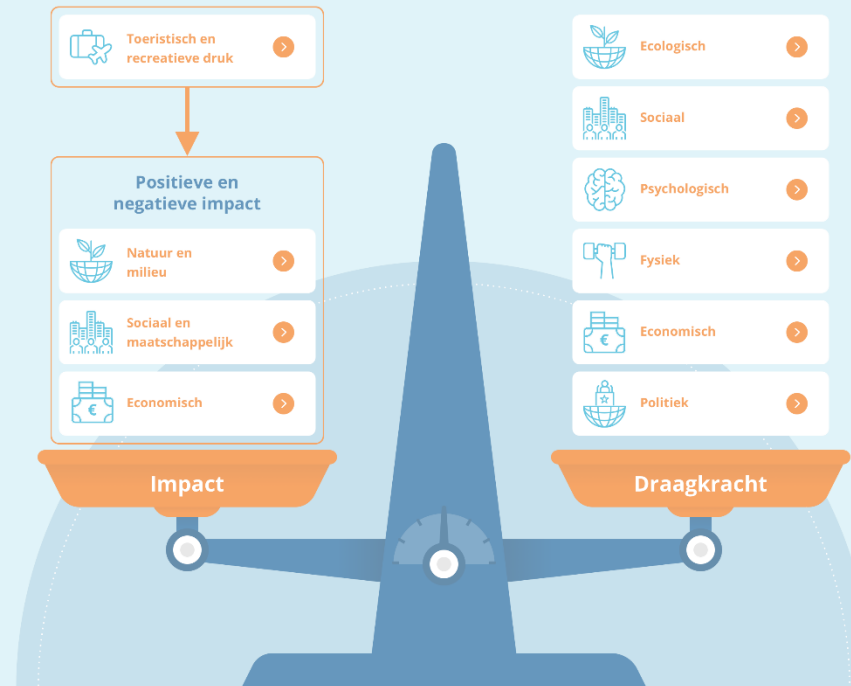 Toeristisch en
recreatieve druk
Positieve en
negatieve impact
Natuur en
milieu
Sociaal en
maatschappelijk
Economisch
€
Impact
Ecologisch
Sociaal
Psychologisch
Fysiek
Economisch
€
Politiek
Draagkracht